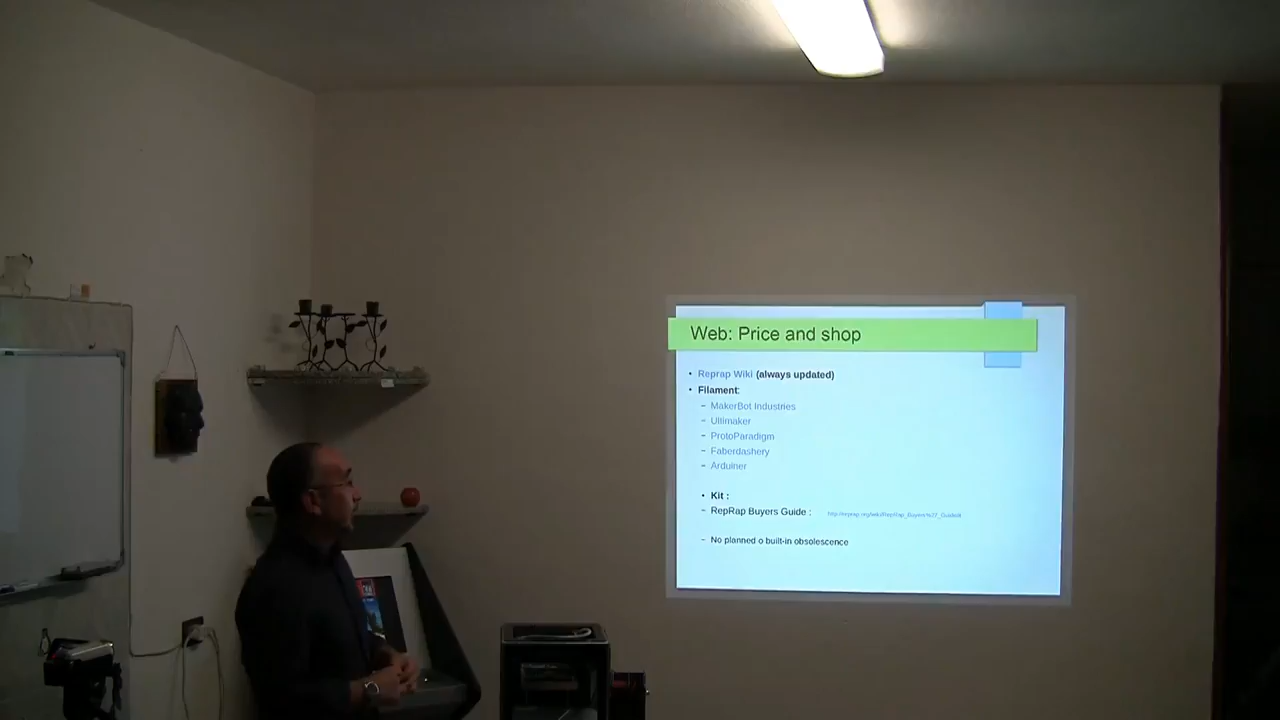 Web: Price and shop
• Reprap Wiki (always updated)
• Filament:
– MakerBot Industries
– Ultimaker
– ProtoParadigm
– Faberdashery
– Arduiner
• Kit :
– RepRap Buyers Guide :
– No planned o built-in obsolescence